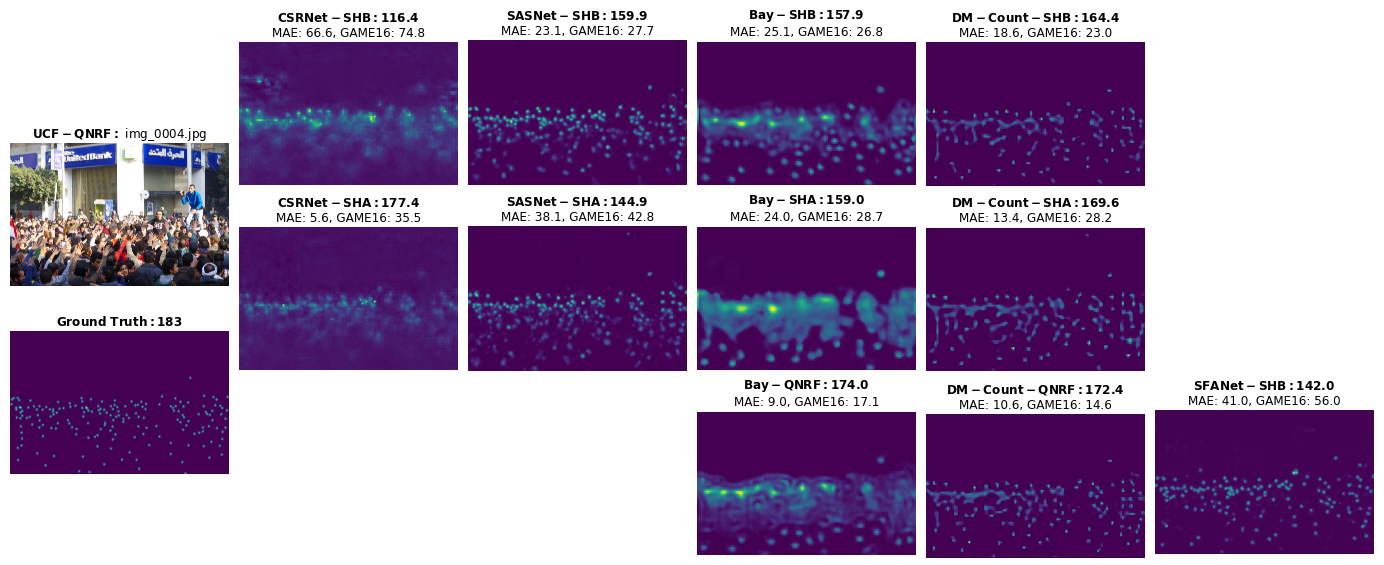 CSRNet − SHB : 116.4
MAE: 66.6, GAME16: 74.8
SASNet − SHB : 159.9
MAE: 23.1, GAME16: 27.7
Bay − SHB : 157.9
MAE: 25.1, GAME16: 26.8
DM − Count − SHB : 164.4
MAE: 18.6, GAME16: 23.0
UCF − QNRF : img_0004.jpg
United Bank
CSRNet − SHA : 177.4
MAE: 5.6, GAME16: 35.5
SASNet − SHA : 144.9
MAE: 38.1, GAME16: 42.8
Bay − SHA : 159.0
MAE: 24.0, GAME16: 28.7
DM − Count − SHA : 169.6
MAE: 13.4, GAME16: 28.2
Ground Truth : 183
Bay − QNRF : 174.0
MAE: 9.0, GAME16: 17.1
DM − Count − QNRF : 172.4
MAE: 10.6, GAME16: 14.6
SFANet − SHB : 142.0
MAE: 41.0, GAME16: 56.0